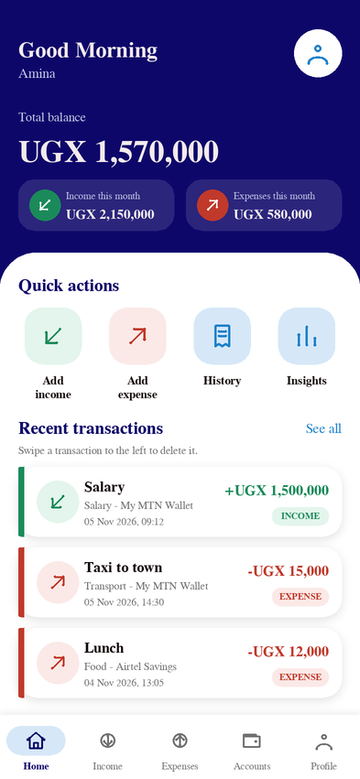 Good Morning
Amina
Total balance
UGX 1,570,000
Income this month
UGX 2,150,000
Expenses this month
UGX 580,000
Quick actions
Add
income
Add
expense
History
Insights
Recent transactions
See all
Swipe a transaction to the left to delete it.
Salary
Salary - My MTN Wallet
05 Nov 2026, 09:12
+UGX 1,500,000
INCOME
Taxi to town
Transport - My MTN Wallet
05 Nov 2026, 14:30
-UGX 15,000
EXPENSE
Lunch
Food - Airtel Savings
04 Nov 2026, 13:05
-UGX 12,000
EXPENSE
Home
Income
Expenses
Accounts
Profile